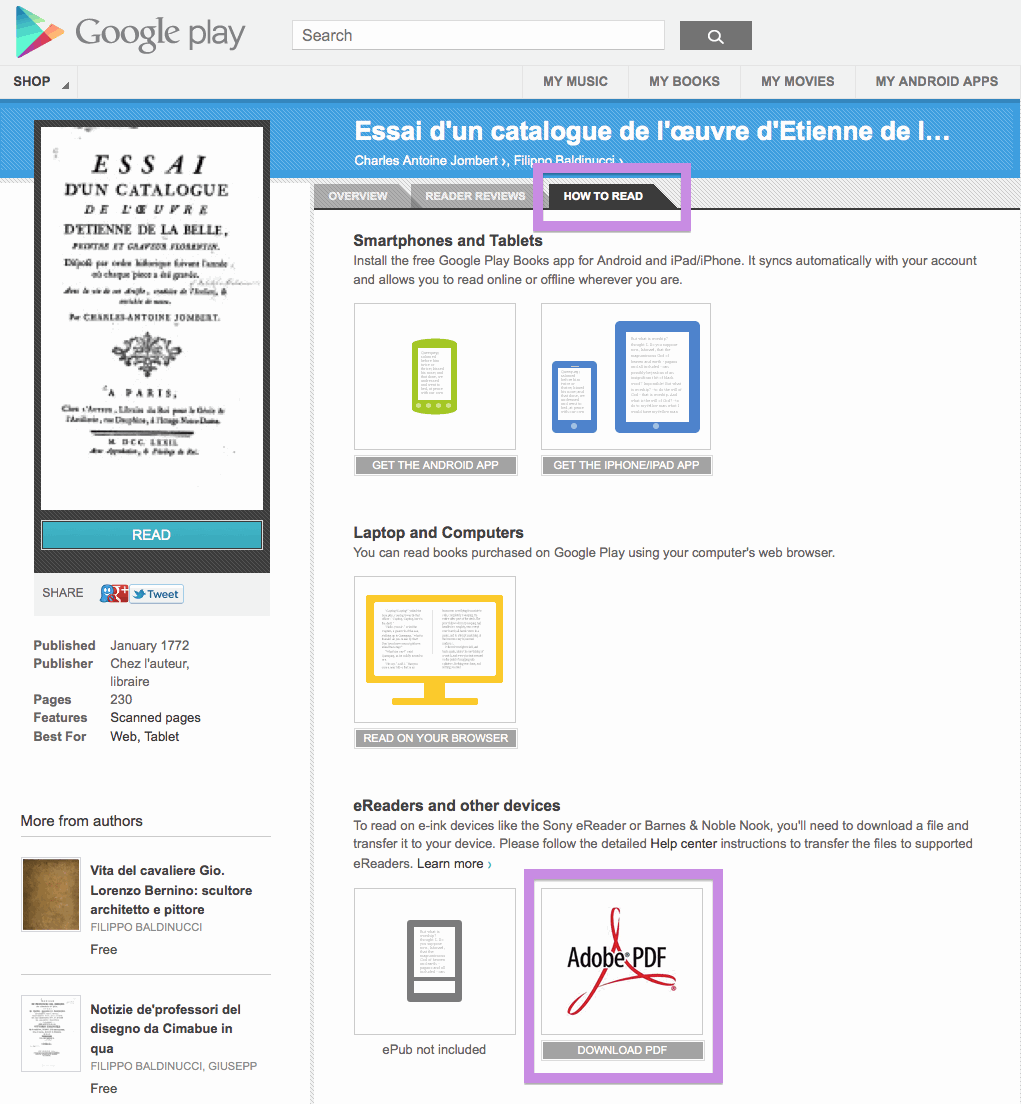 Google play
Search
SHOP
MY MUSIC
MY BOOKS
MY MOVIES
MY ANDROID APPS
Essai d'un catalogue de l'œuvre d'Etienne de l…
Charles Antoine Jombert ›, Filippo Baldinucci ›
ESSAI
D'UN CATALOGUE
DE L'ŒUVRE
D'ETIENNE DE LA BELLE,
PEINTRE ET GRAVEUR FLORENTIN.
Disposé par ordre historique suivant l'année
où chaque piece a été gravée.
Avec la vie de cet Artiste,
enrichie de notes.
Par CHARLES-ANTOINE JOMBERT.
A PARIS,
Chez l'Auteur, Libraire du Roi pour le Génie &
l'Artillerie, rue Dauphine, à l'Image Notre-Dame.
M. DCC. LXXII.
Avec Approbation, & Privilege du Roi.
READ
SHARE
Tweet
Published January 1772
Publisher Chez l'auteur,
libraire
Pages 230
Features Scanned pages
Best For Web, Tablet
More from authors
Vita del cavaliere Gio.
Lorenzo Bernino: scultore
architetto e pittore
FILIPPO BALDINUCCI
Free
Notizie de'professori del
disegno da Cimabue in
qua
FILIPPO BALDINUCCI, GIUSEPP
Free
OVERVIEW
READER REVIEWS
HOW TO READ
Smartphones and Tablets
Install the free Google Play Books app for Android and iPad/iPhone. It syncs automatically with your account
and allows you to read online or offline wherever you are.
GET THE ANDROID APP
GET THE IPHONE/IPAD APP
Laptop and Computers
You can read books purchased on Google Play using your computer's web browser.
READ ON YOUR BROWSER
eReaders and other devices
To read on e-ink devices like the Sony eReader or Barnes & Noble Nook, you'll need to download a file and
transfer it to your device. Please follow the detailed Help center instructions to transfer the files to supported
eReaders. Learn more ›
Adobe PDF
ePub not included
DOWNLOAD PDF